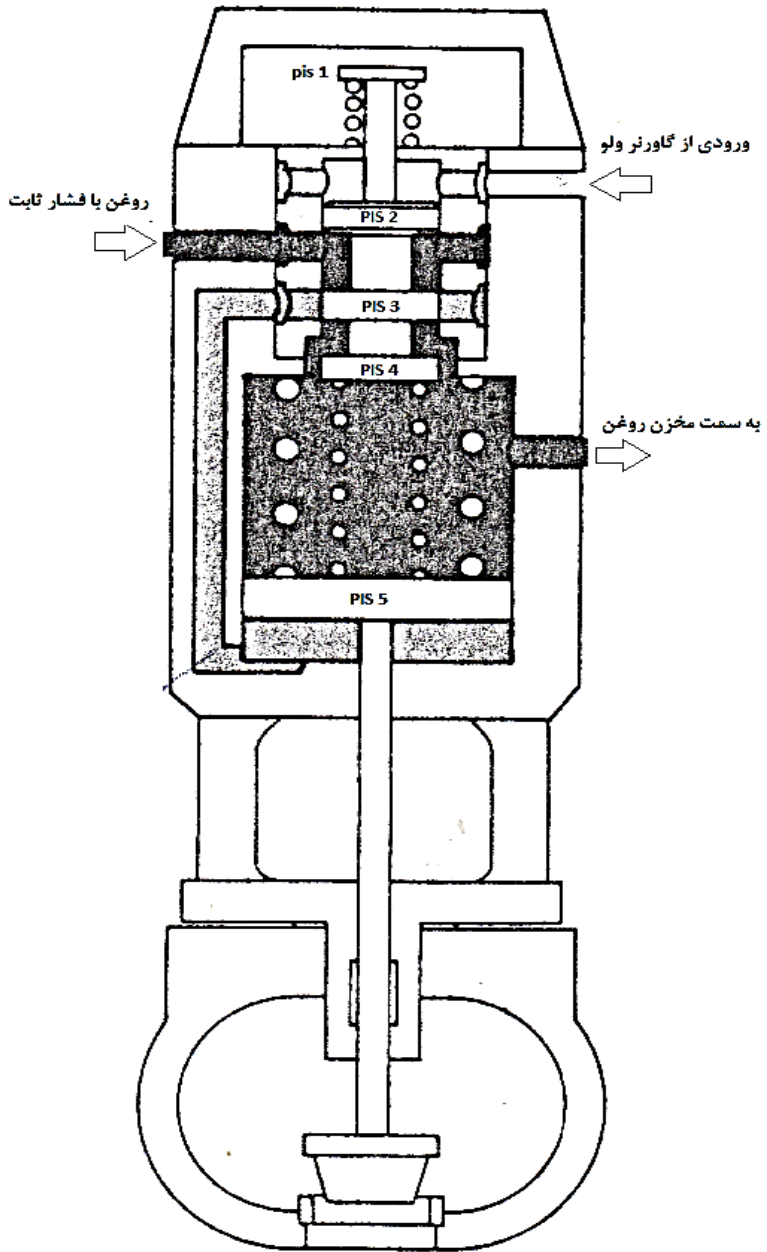 pis 1
ورودی از گاورنر ولو
روغن با فشار ثابت
PIS 2
PIS 3
PIS 4
به سمت مخزن روغن
PIS 5